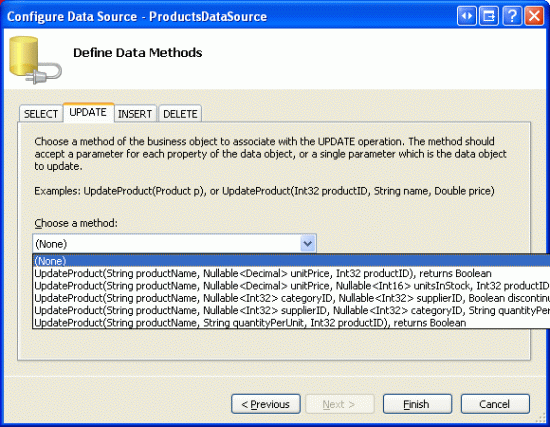 Configure Data Source - ProductsDataSource
Define Data Methods
SELECT UPDATE INSERT DELETE
Choose a method of the business object to associate with the UPDATE operation. The method should
accept a parameter for each property of the data object, or a single parameter which is the data object
to update.
Examples: UpdateProduct(Product p), or UpdateProduct(Int32 productID, String name, Double price)
Choose a method:
(None)
(None)
UpdateProduct(String productName, Nullable<Decimal> unitPrice, Int32 productID), returns Boolean
UpdateProduct(String productName, Nullable<Decimal> unitPrice, Nullable<Int16> unitsInStock, Int32 productID
UpdateProduct(String productName, Nullable<Int32> categoryID, Nullable<Int32> supplierID, Boolean discontinu
UpdateProduct(String productName, Nullable<Int32> supplierID, Nullable<Int32> categoryID, String quantityPer
UpdateProduct(String productName, String quantityPerUnit, Int32 productID), returns Boolean
< Previous Next > Finish Cancel